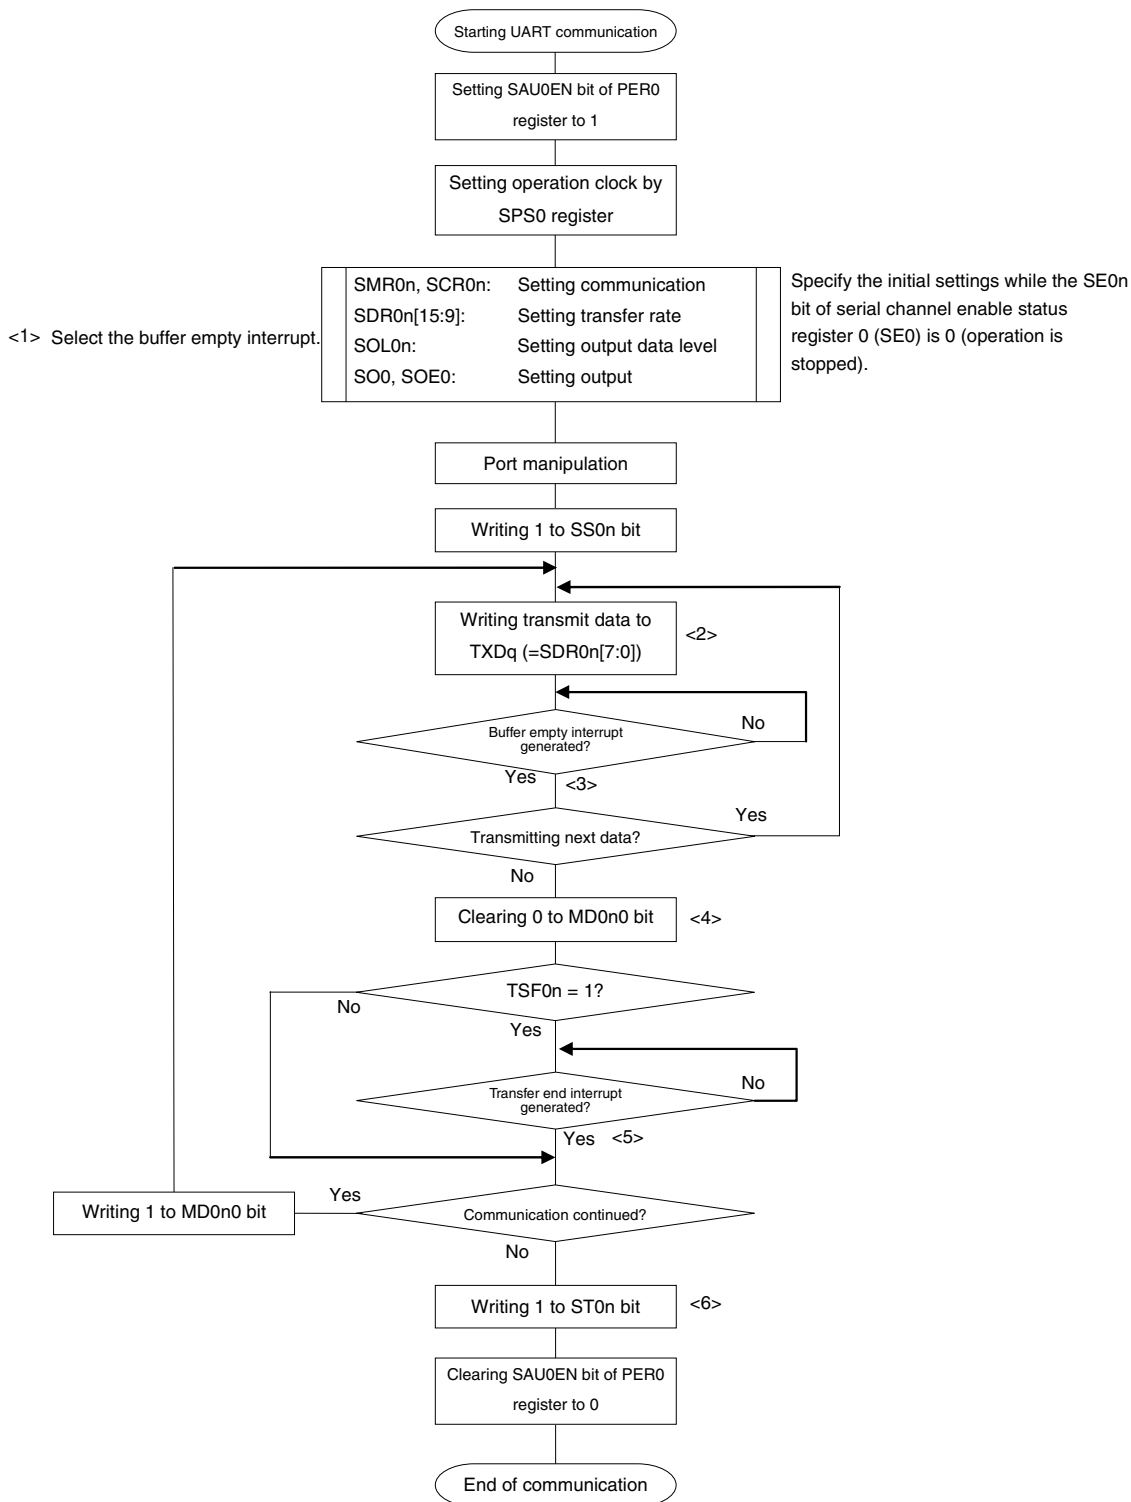 Starting UART communication
Setting SAU0EN bit of PER0
register to 1
Setting operation clock by
SPS0 register
<1> Select the buffer empty interrupt.
SMR0n, SCR0n: Setting communication
SDR0n[15:9]: Setting transfer rate
SOL0n: Setting output data level
SO0, SOE0: Setting output
Specify the initial settings while the SE0n
bit of serial channel enable status
register 0 (SE0) is 0 (operation is
stopped).
Port manipulation
Writing 1 to SS0n bit
Writing transmit data to
TXDq (=SDR0n[7:0])
<2>
Buffer empty interrupt
generated?
No
Yes
<3>
Transmitting next data?
Yes
No
Clearing 0 to MD0n0 bit
<4>
TSF0n = 1?
No
Yes
Transfer end interrupt
generated?
No
Yes <5>
Communication continued?
Yes
Writing 1 to MD0n0 bit
No
Writing 1 to ST0n bit
<6>
Clearing SAU0EN bit of PER0
register to 0
End of communication